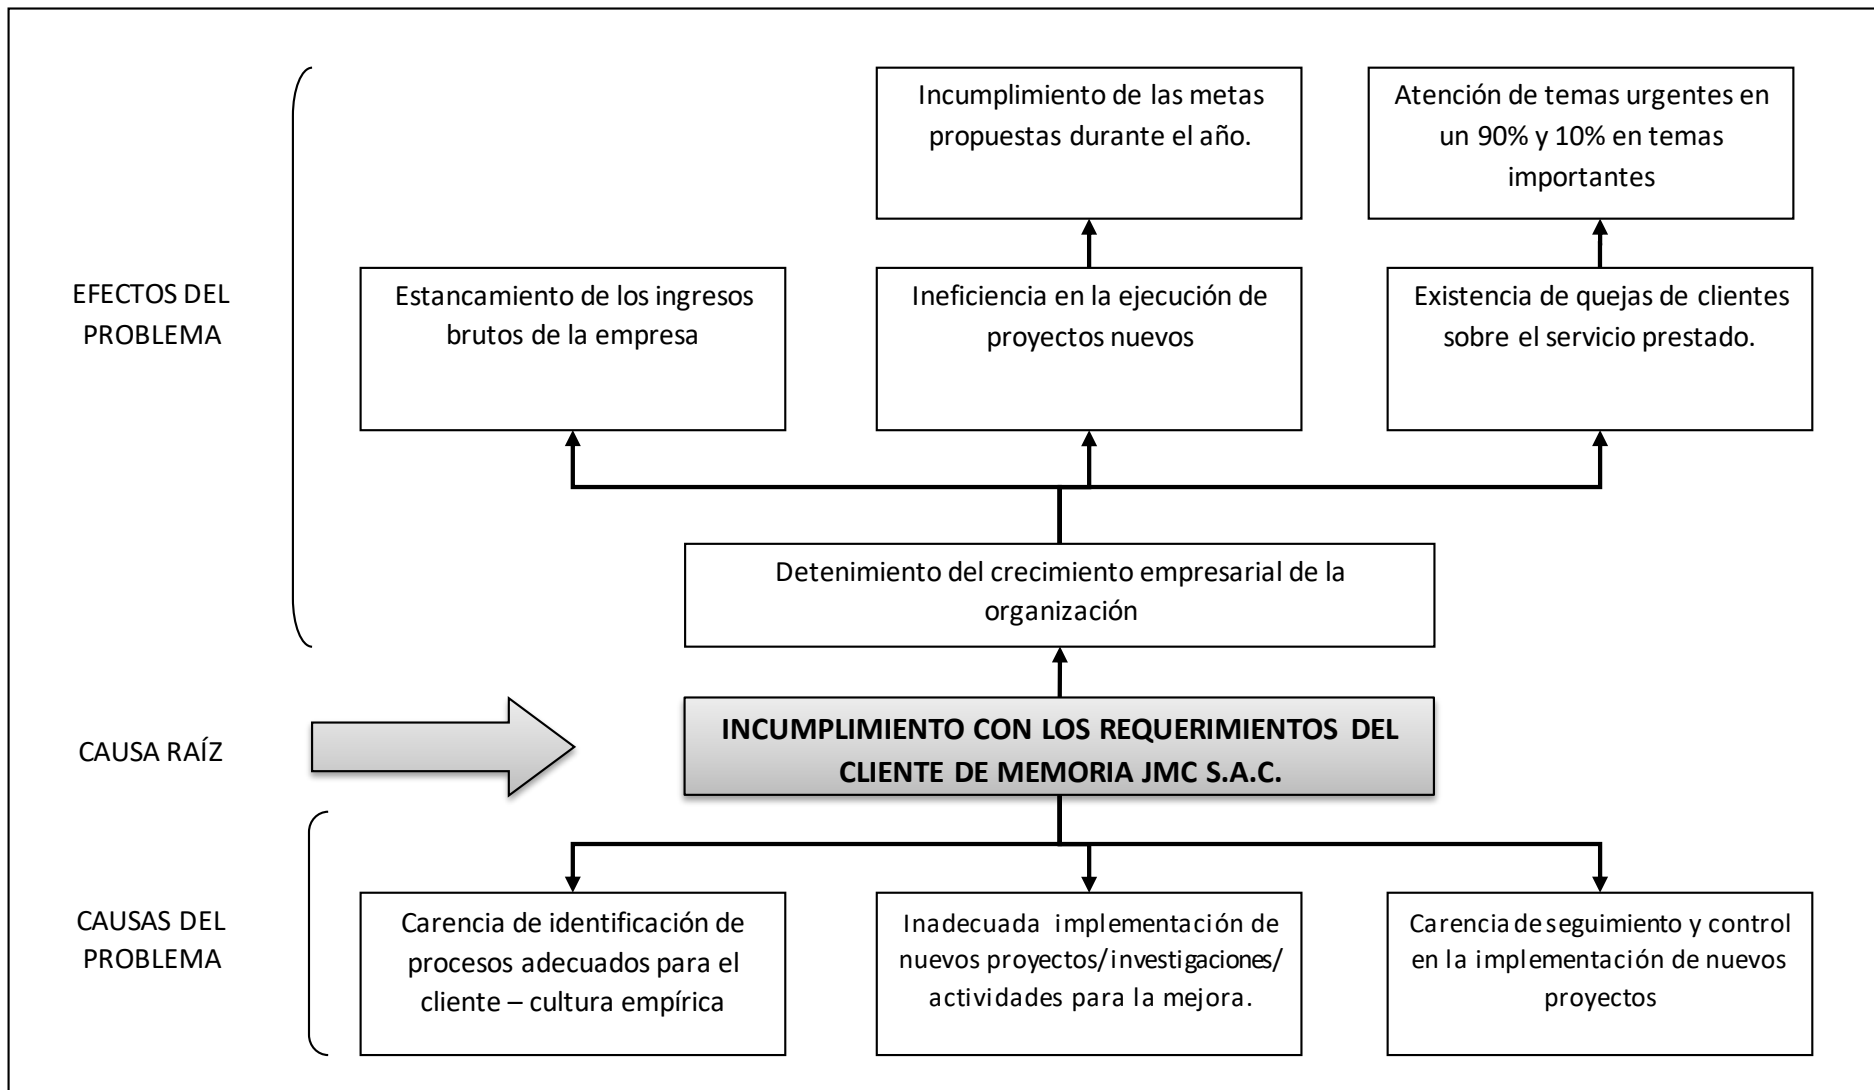 Incumplimiento de las metas
propuestas durante el año.
Atención de temas urgentes en
un 90% y 10% en temas
importantes
EFECTOS DEL
PROBLEMA
Estancamiento de los ingresos
brutos de la empresa
Ineficiencia en la ejecución de
proyectos nuevos
Existencia de quejas de clientes
sobre el servicio prestado.
Detenimiento del crecimiento empresarial de la
organización
CAUSA RAÍZ
INCUMPLIMIENTO CON LOS REQUERIMIENTOS DEL
CLIENTE DE MEMORIA JMC S.A.C.
CAUSAS DEL
PROBLEMA
Carencia de identificación de
procesos adecuados para el
cliente – cultura empírica
Inadecuada implementación de
nuevos proyectos/investigaciones/
actividades para la mejora.
Carencia de seguimiento y control
en la implementación de nuevos
proyectos